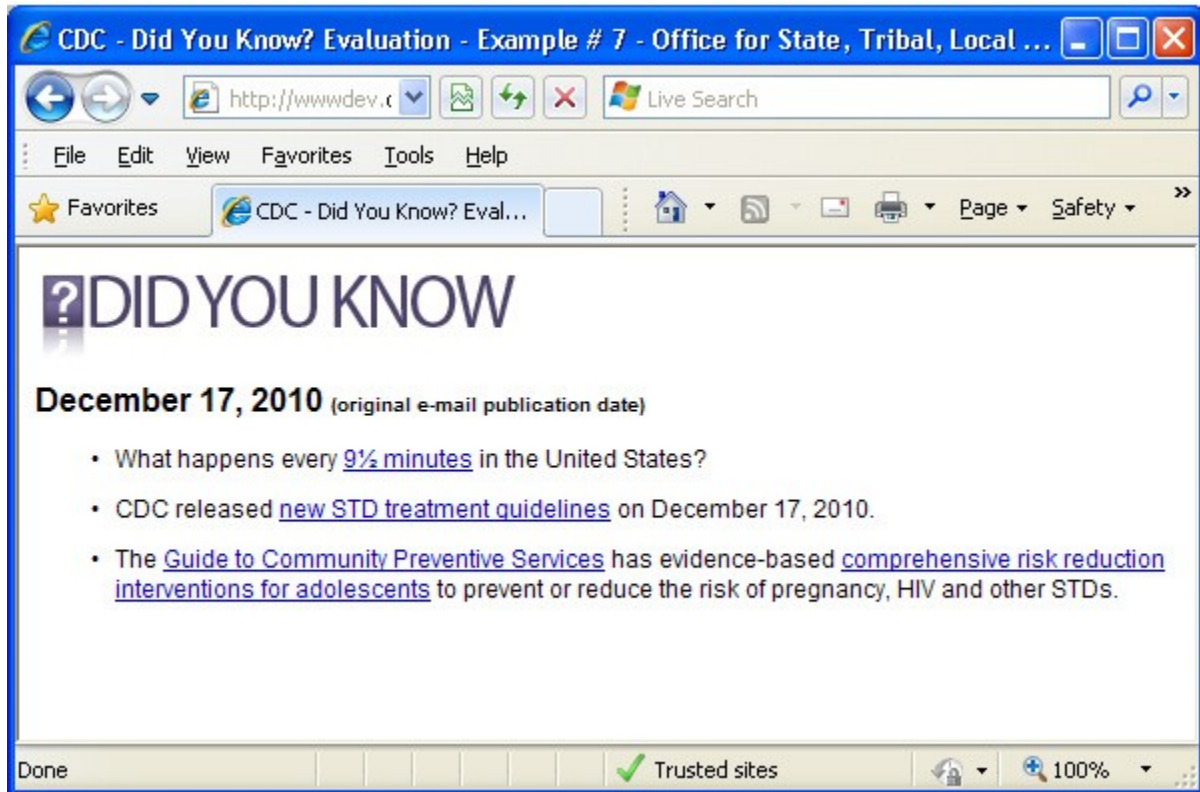 CDC - Did You Know? Evaluation - Example # 7 - Office for State, Tribal, Local ...
http://wwwdev.c Live Search
File Edit View Favorites Tools Help
Favorites CDC - Did You Know? Eval... Page Safety »
? DID YOU KNOW
December 17, 2010 (original e-mail publication date)
• What happens every 9½ minutes in the United States?
• CDC released new STD treatment guidelines on December 17, 2010.
• The Guide to Community Preventive Services has evidence-based comprehensive risk reduction
interventions for adolescents to prevent or reduce the risk of pregnancy, HIV and other STDs.
Done Trusted sites 100%